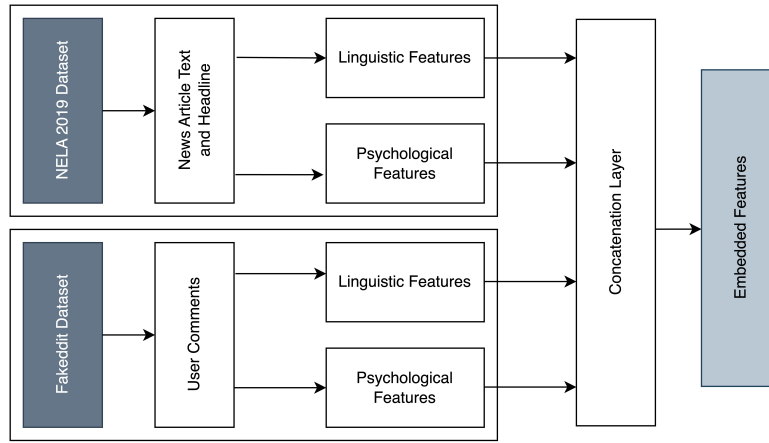 NELA 2019 Dataset
News Article Text
and Headline
Linguistic Features
Psychological
Features
Fakeddit Dataset
User Comments
Linguistic Features
Psychological
Features
Concatenation Layer
Embedded Features